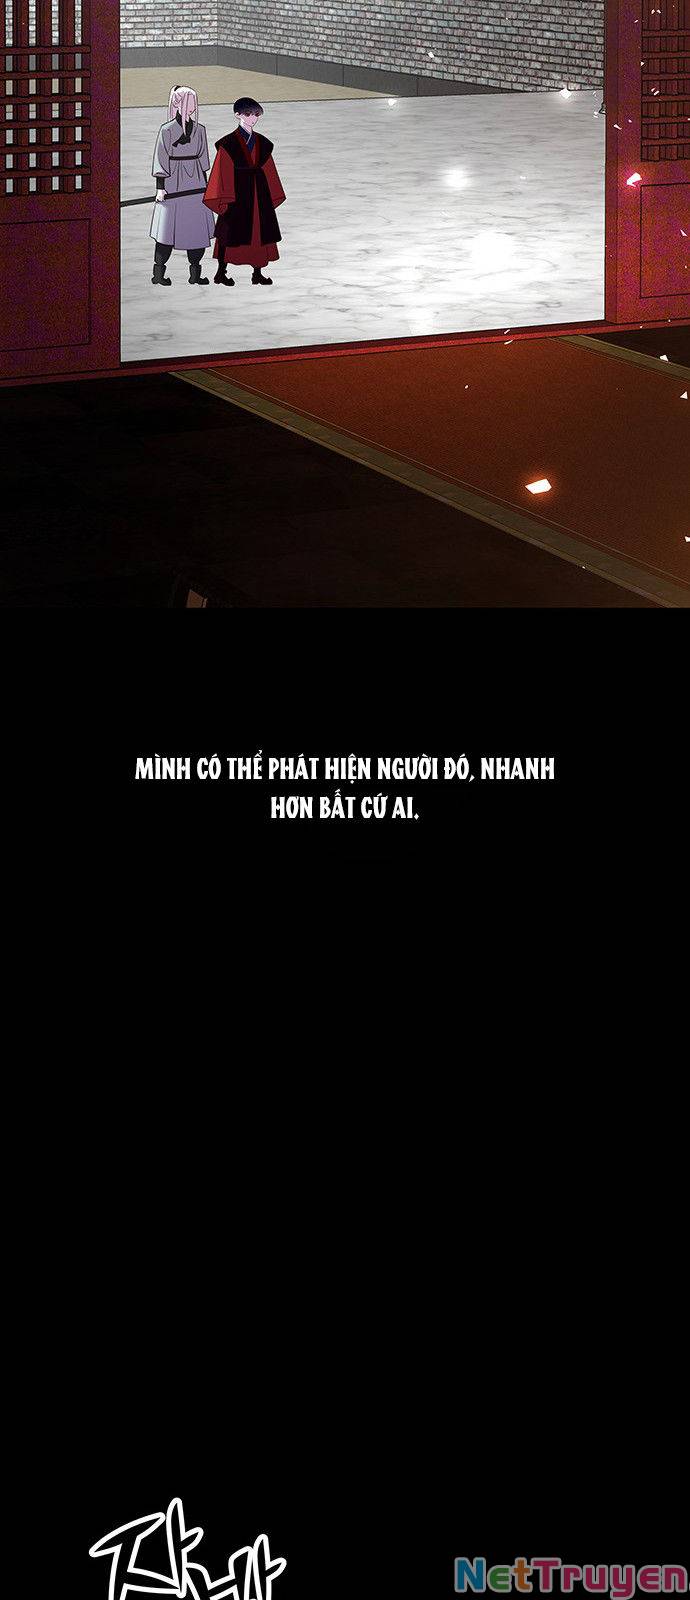 MÌNH CÓ THỂ PHÁT HIỆN NGƯỜI ĐÓ, NHANH
HƠN BẤT CỨ AI.
NetTruyen